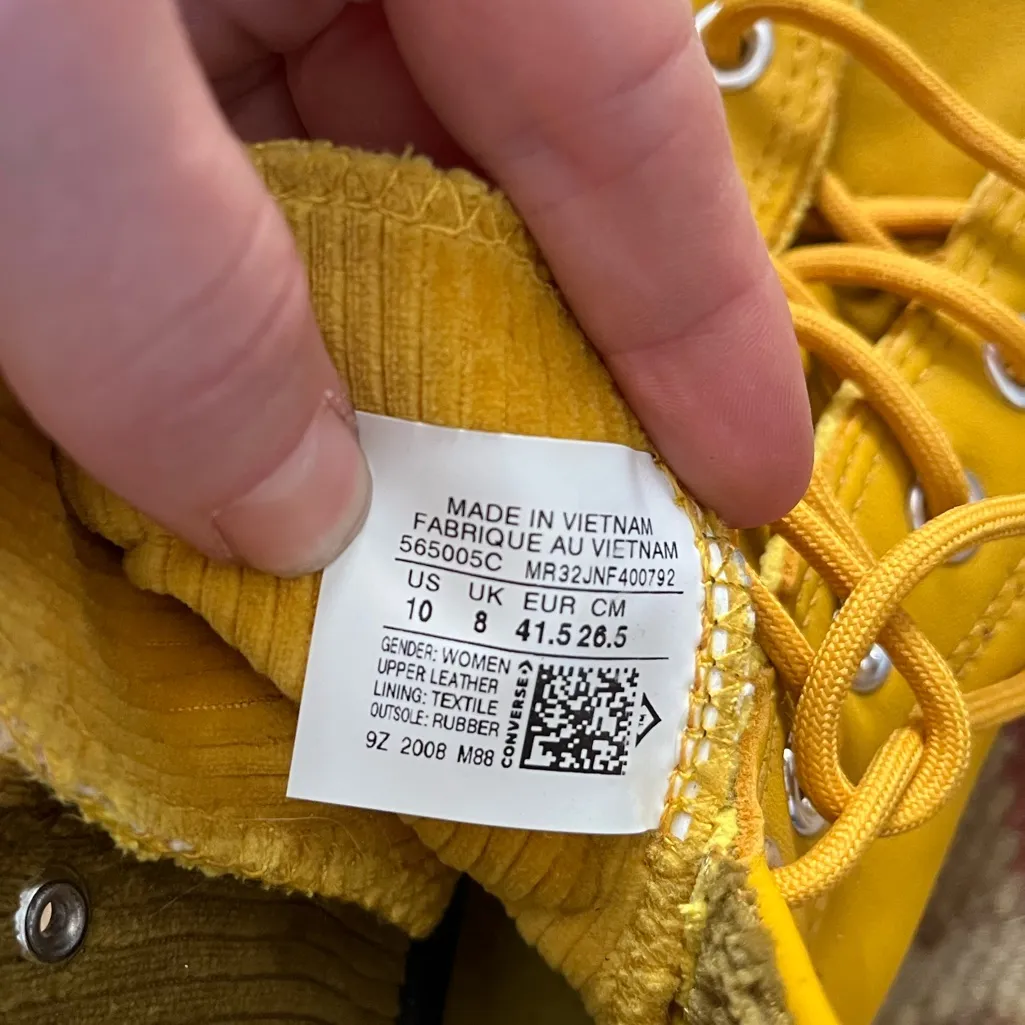 MADE IN VIETNAM
FABRIQUE AU VIETNAM
565005C MR32JNF400792
US UK EUR CM
10 8 41.5 26.5
GENDER: WOMEN
UPPER LEATHER
LINING: TEXTILE
OUTSOLE: RUBBER
9Z 2008 M88
CONVERSE
TM